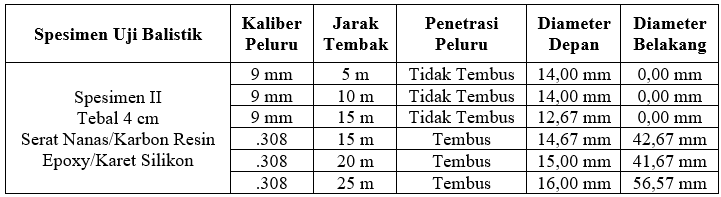 Spesimen Uji Balistik Kaliber Peluru Jarak Tembak Penetrasi Peluru Diameter Depan Diameter Belakang
Spesimen II
Tebal 4 cm
Serat Nanas/Karbon Resin
Epoxy/Karet Silikon
9 mm 5 m Tidak Tembus 14,00 mm 0,00 mm
9 mm 10 m Tidak Tembus 14,00 mm 0,00 mm
9 mm 15 m Tidak Tembus 12,67 mm 0,00 mm
.308 15 m Tembus 14,67 mm 42,67 mm
.308 20 m Tembus 15,00 mm 41,67 mm
.308 25 m Tembus 16,00 mm 56,57 mm